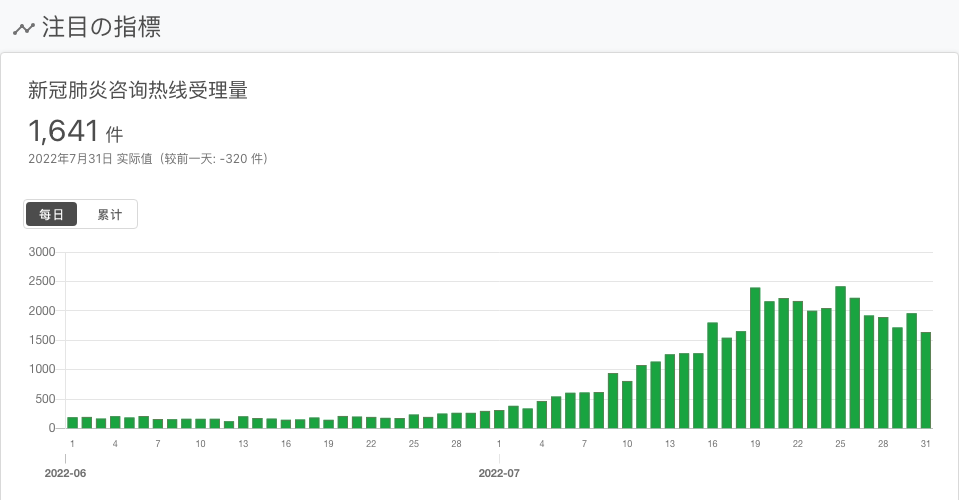 注目の指標
新冠肺炎咨询热线受理量
1,641 件
2022年7月31日 实际值（较前一天: -320 件）
每日 累计
3000
2500
2000
1500
1000
500
0
1 4 7 10 13 16 19 22 25 28 1 4 7 10 13 16 19 22 25 28 31
2022-06 2022-07